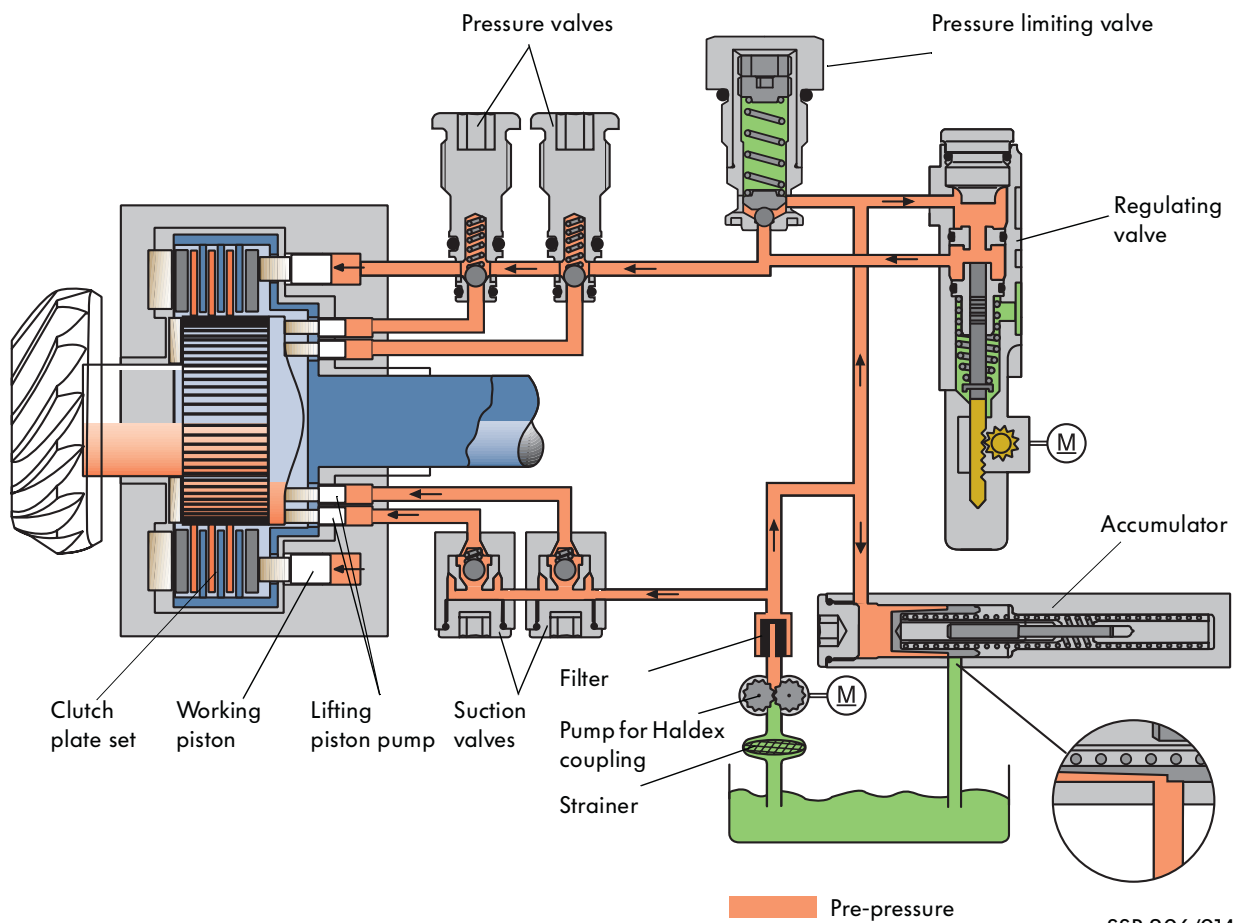 Pressure valves
Pressure limiting valve
Regulating
valve
M
Accumulator
Filter
M
Pump for Haldex
coupling
Strainer
Clutch
plate set
Working
piston
Lifting
piston pump
Suction
valves
Pre-pressure